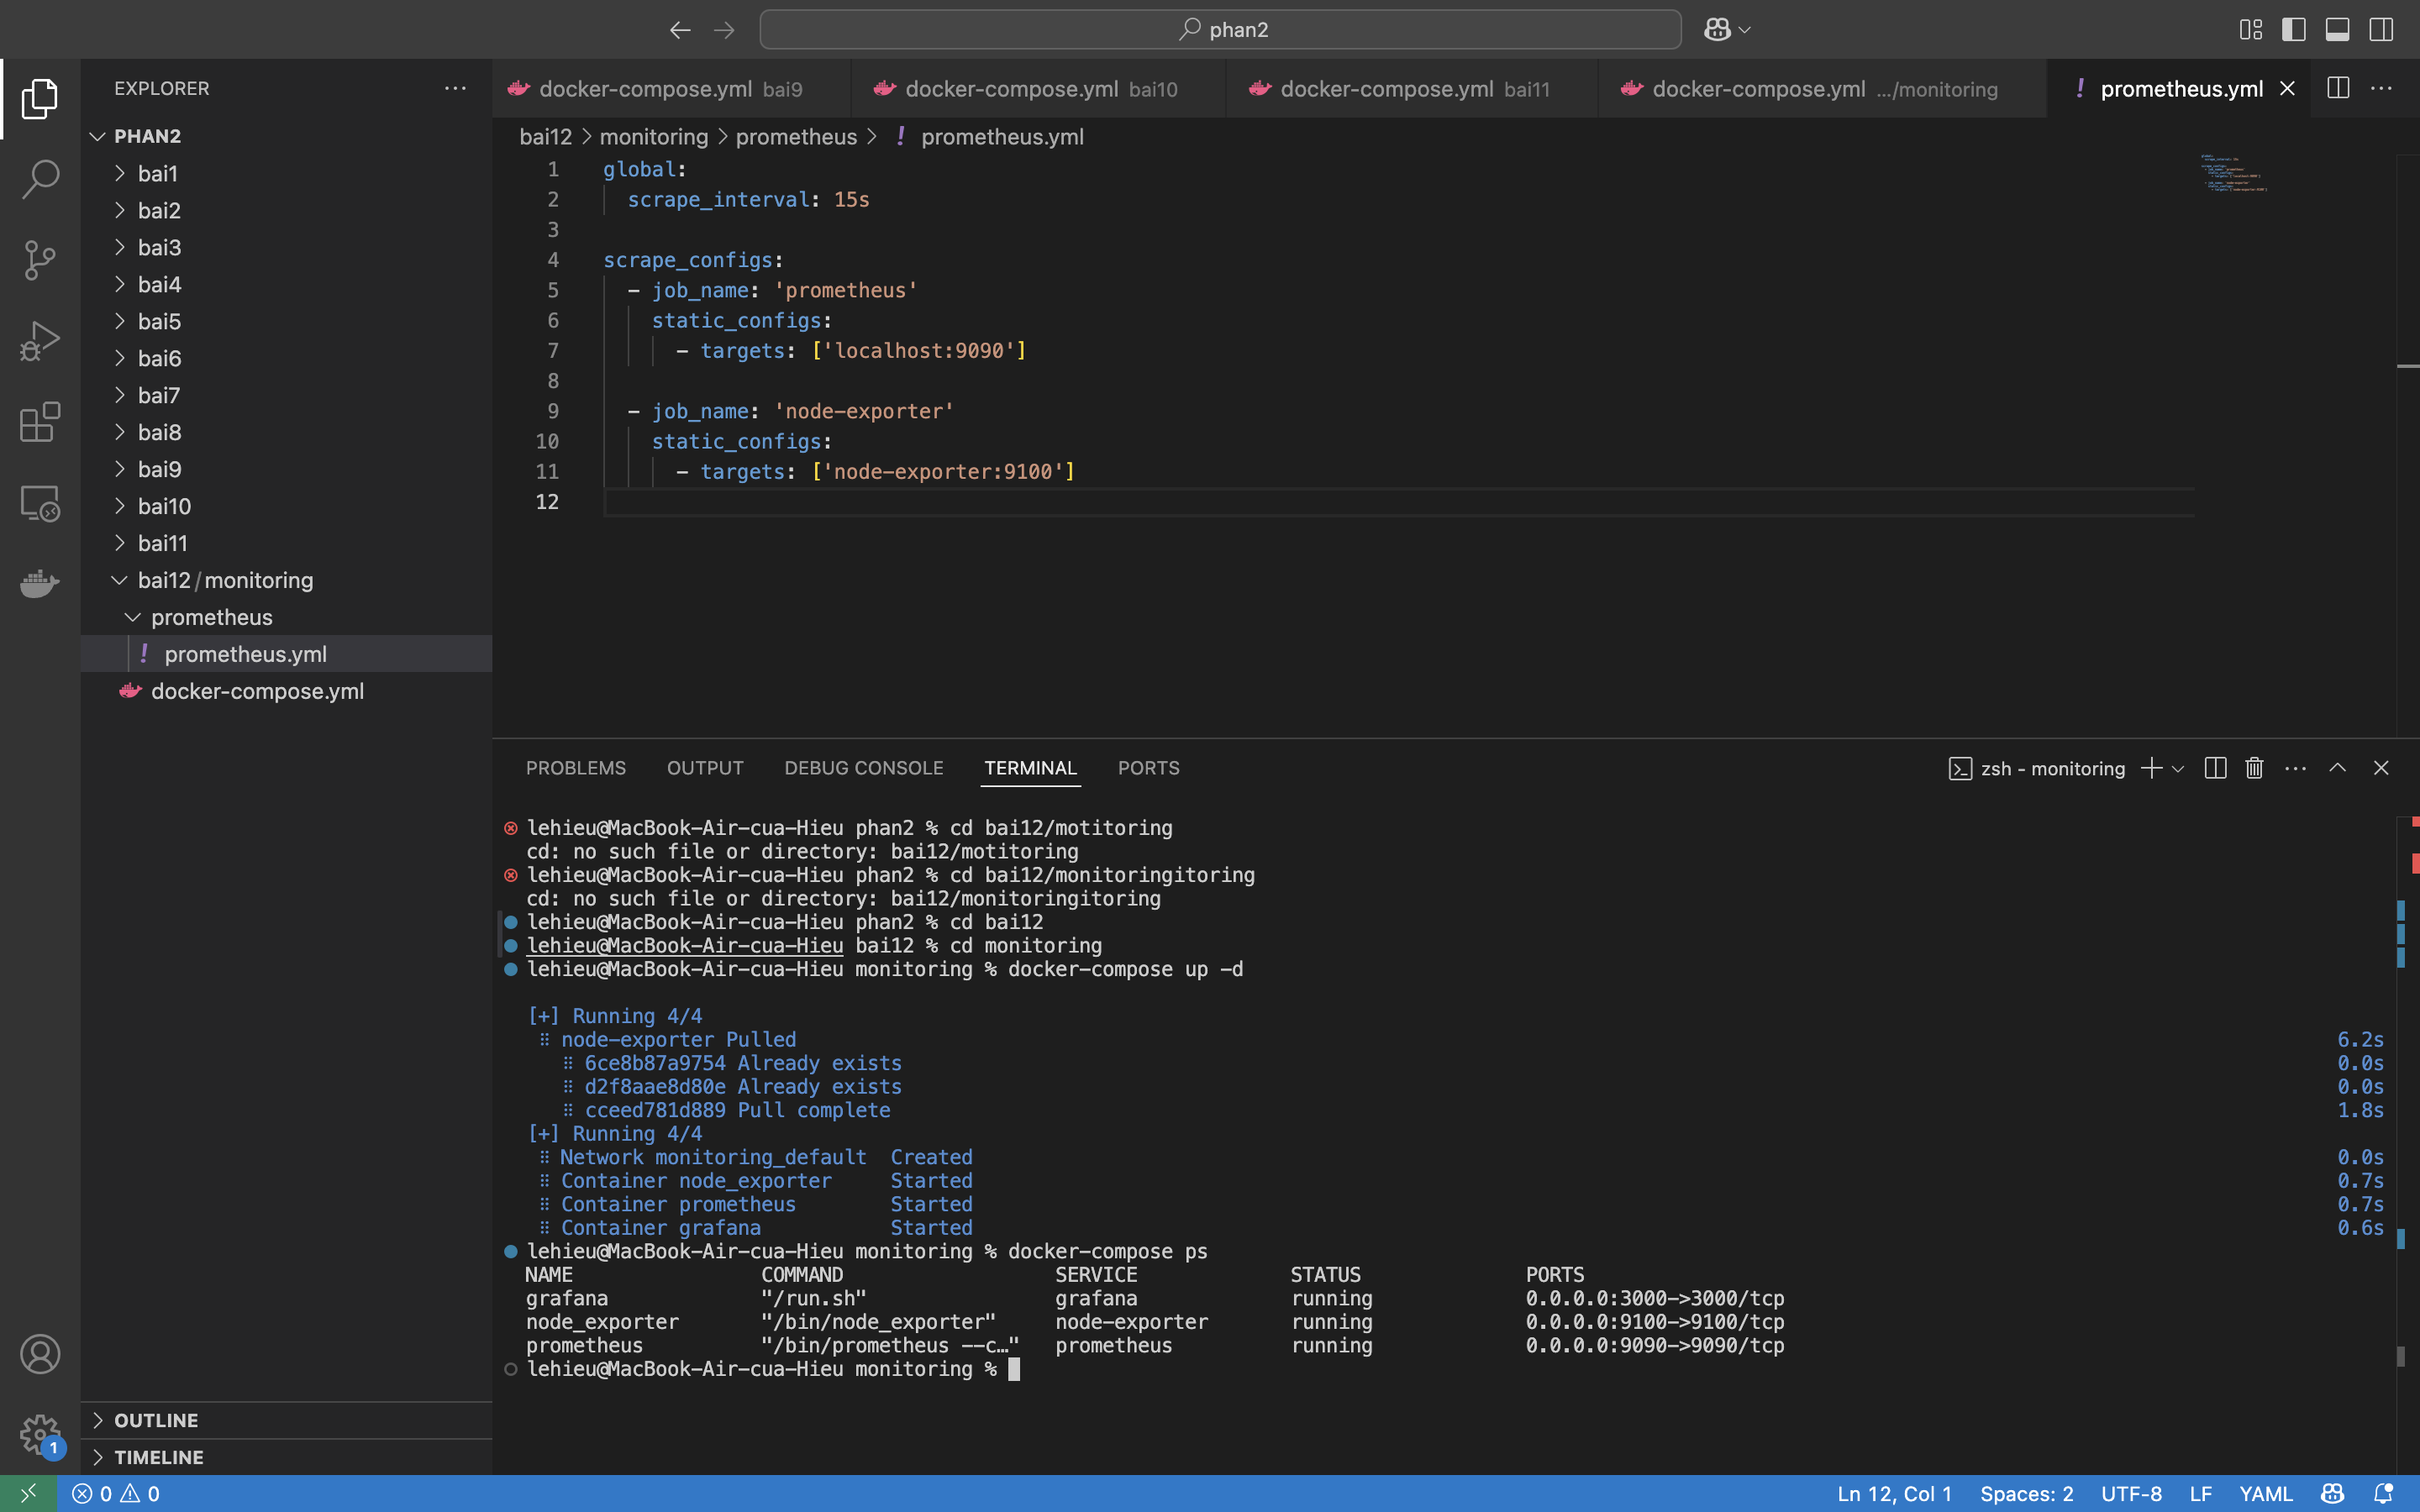 phan2
EXPLORER
docker-compose.yml bai9
docker-compose.yml bai10
docker-compose.yml bai11
docker-compose.yml .../monitoring
! prometheus.yml
PHAN2
bai1
bai2
bai3
bai4
bai5
bai6
bai7
bai8
bai9
bai10
bai11
bai12/monitoring
prometheus
! prometheus.yml
docker-compose.yml
OUTLINE
TIMELINE
1
bai12 > monitoring > prometheus > ! prometheus.yml
1 global:
2   scrape_interval: 15s
3
4 scrape_configs:
5   - job_name: 'prometheus'
6     static_configs:
7       - targets: ['localhost:9090']
8
9   - job_name: 'node-exporter'
10     static_configs:
11       - targets: ['node-exporter:9100']
12
PROBLEMS OUTPUT DEBUG CONSOLE TERMINAL PORTS
zsh - monitoring
lehieu@MacBook-Air-cua-Hieu phan2 % cd bai12/motitoring
cd: no such file or directory: bai12/motitoring
lehieu@MacBook-Air-cua-Hieu phan2 % cd bai12/monitoringitoring
cd: no such file or directory: bai12/monitoringitoring
lehieu@MacBook-Air-cua-Hieu phan2 % cd bai12
lehieu@MacBook-Air-cua-Hieu bai12 % cd monitoring
lehieu@MacBook-Air-cua-Hieu monitoring % docker-compose up -d
[+] Running 4/4
⠿ node-exporter Pulled 6.2s
⠿ 6ce8b87a9754 Already exists 0.0s
⠿ d2f8aae8d80e Already exists 0.0s
⠿ cceed781d889 Pull complete 1.8s
[+] Running 4/4
⠿ Network monitoring_default Created 0.0s
⠿ Container node_exporter Started 0.7s
⠿ Container prometheus Started 0.7s
⠿ Container grafana Started 0.6s
lehieu@MacBook-Air-cua-Hieu monitoring % docker-compose ps
NAME COMMAND SERVICE STATUS PORTS
grafana "/run.sh" grafana running 0.0.0.0:3000->3000/tcp
node_exporter "/bin/node_exporter" node-exporter running 0.0.0.0:9100->9100/tcp
prometheus "/bin/prometheus --c…" prometheus running 0.0.0.0:9090->9090/tcp
lehieu@MacBook-Air-cua-Hieu monitoring %
0 0
Ln 12, Col 1 Spaces: 2 UTF-8 LF YAML